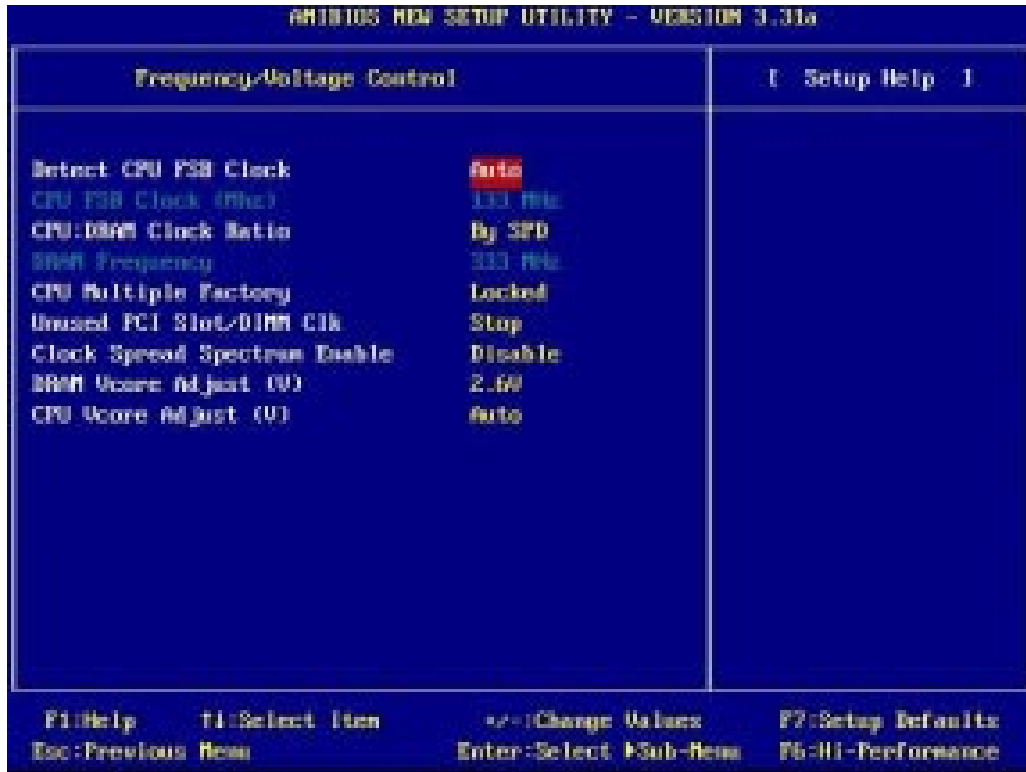 AMIBIOS NEW SETUP UTILITY - VERSION 3.31a
Frequency/Voltage Control
[ Setup Help ]
Detect CPU FSB Clock Auto
CPU FSB Clock (Mhz) 133 MHz
CPU:DRAM Clock Ratio By SPD
DRAM Frequency 333 MHz
CPU Multiple Factory Locked
Unused PCI Slot/DIMM Clk Stop
Clock Spread Spectrum Enable Disable
DRAM Vcore Adjust (V) 2.6V
CPU Vcore Adjust (V) Auto
F1:Help ↑↓:Select Item +/-:Change Values F7:Setup Defaults
Esc:Previous Menu Enter:Select ▶Sub-Menu F6:Hi-Performance